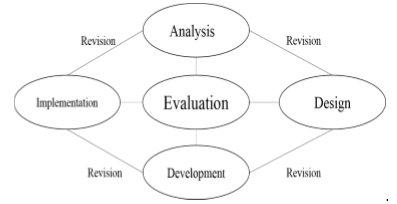 Analysis
Revision
Revision
Implementation
Evaluation
Design
Revision
Development
Revision
.